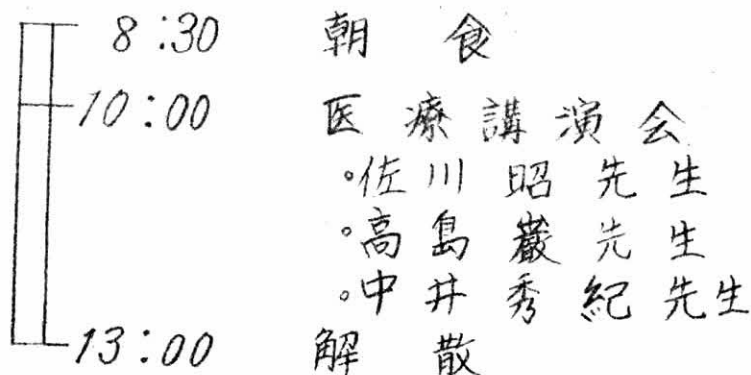 8:30 朝食
10:00 医療講演会
。佐川昭先生
。高島巌先生
。中井秀紀先生
13:00 解散